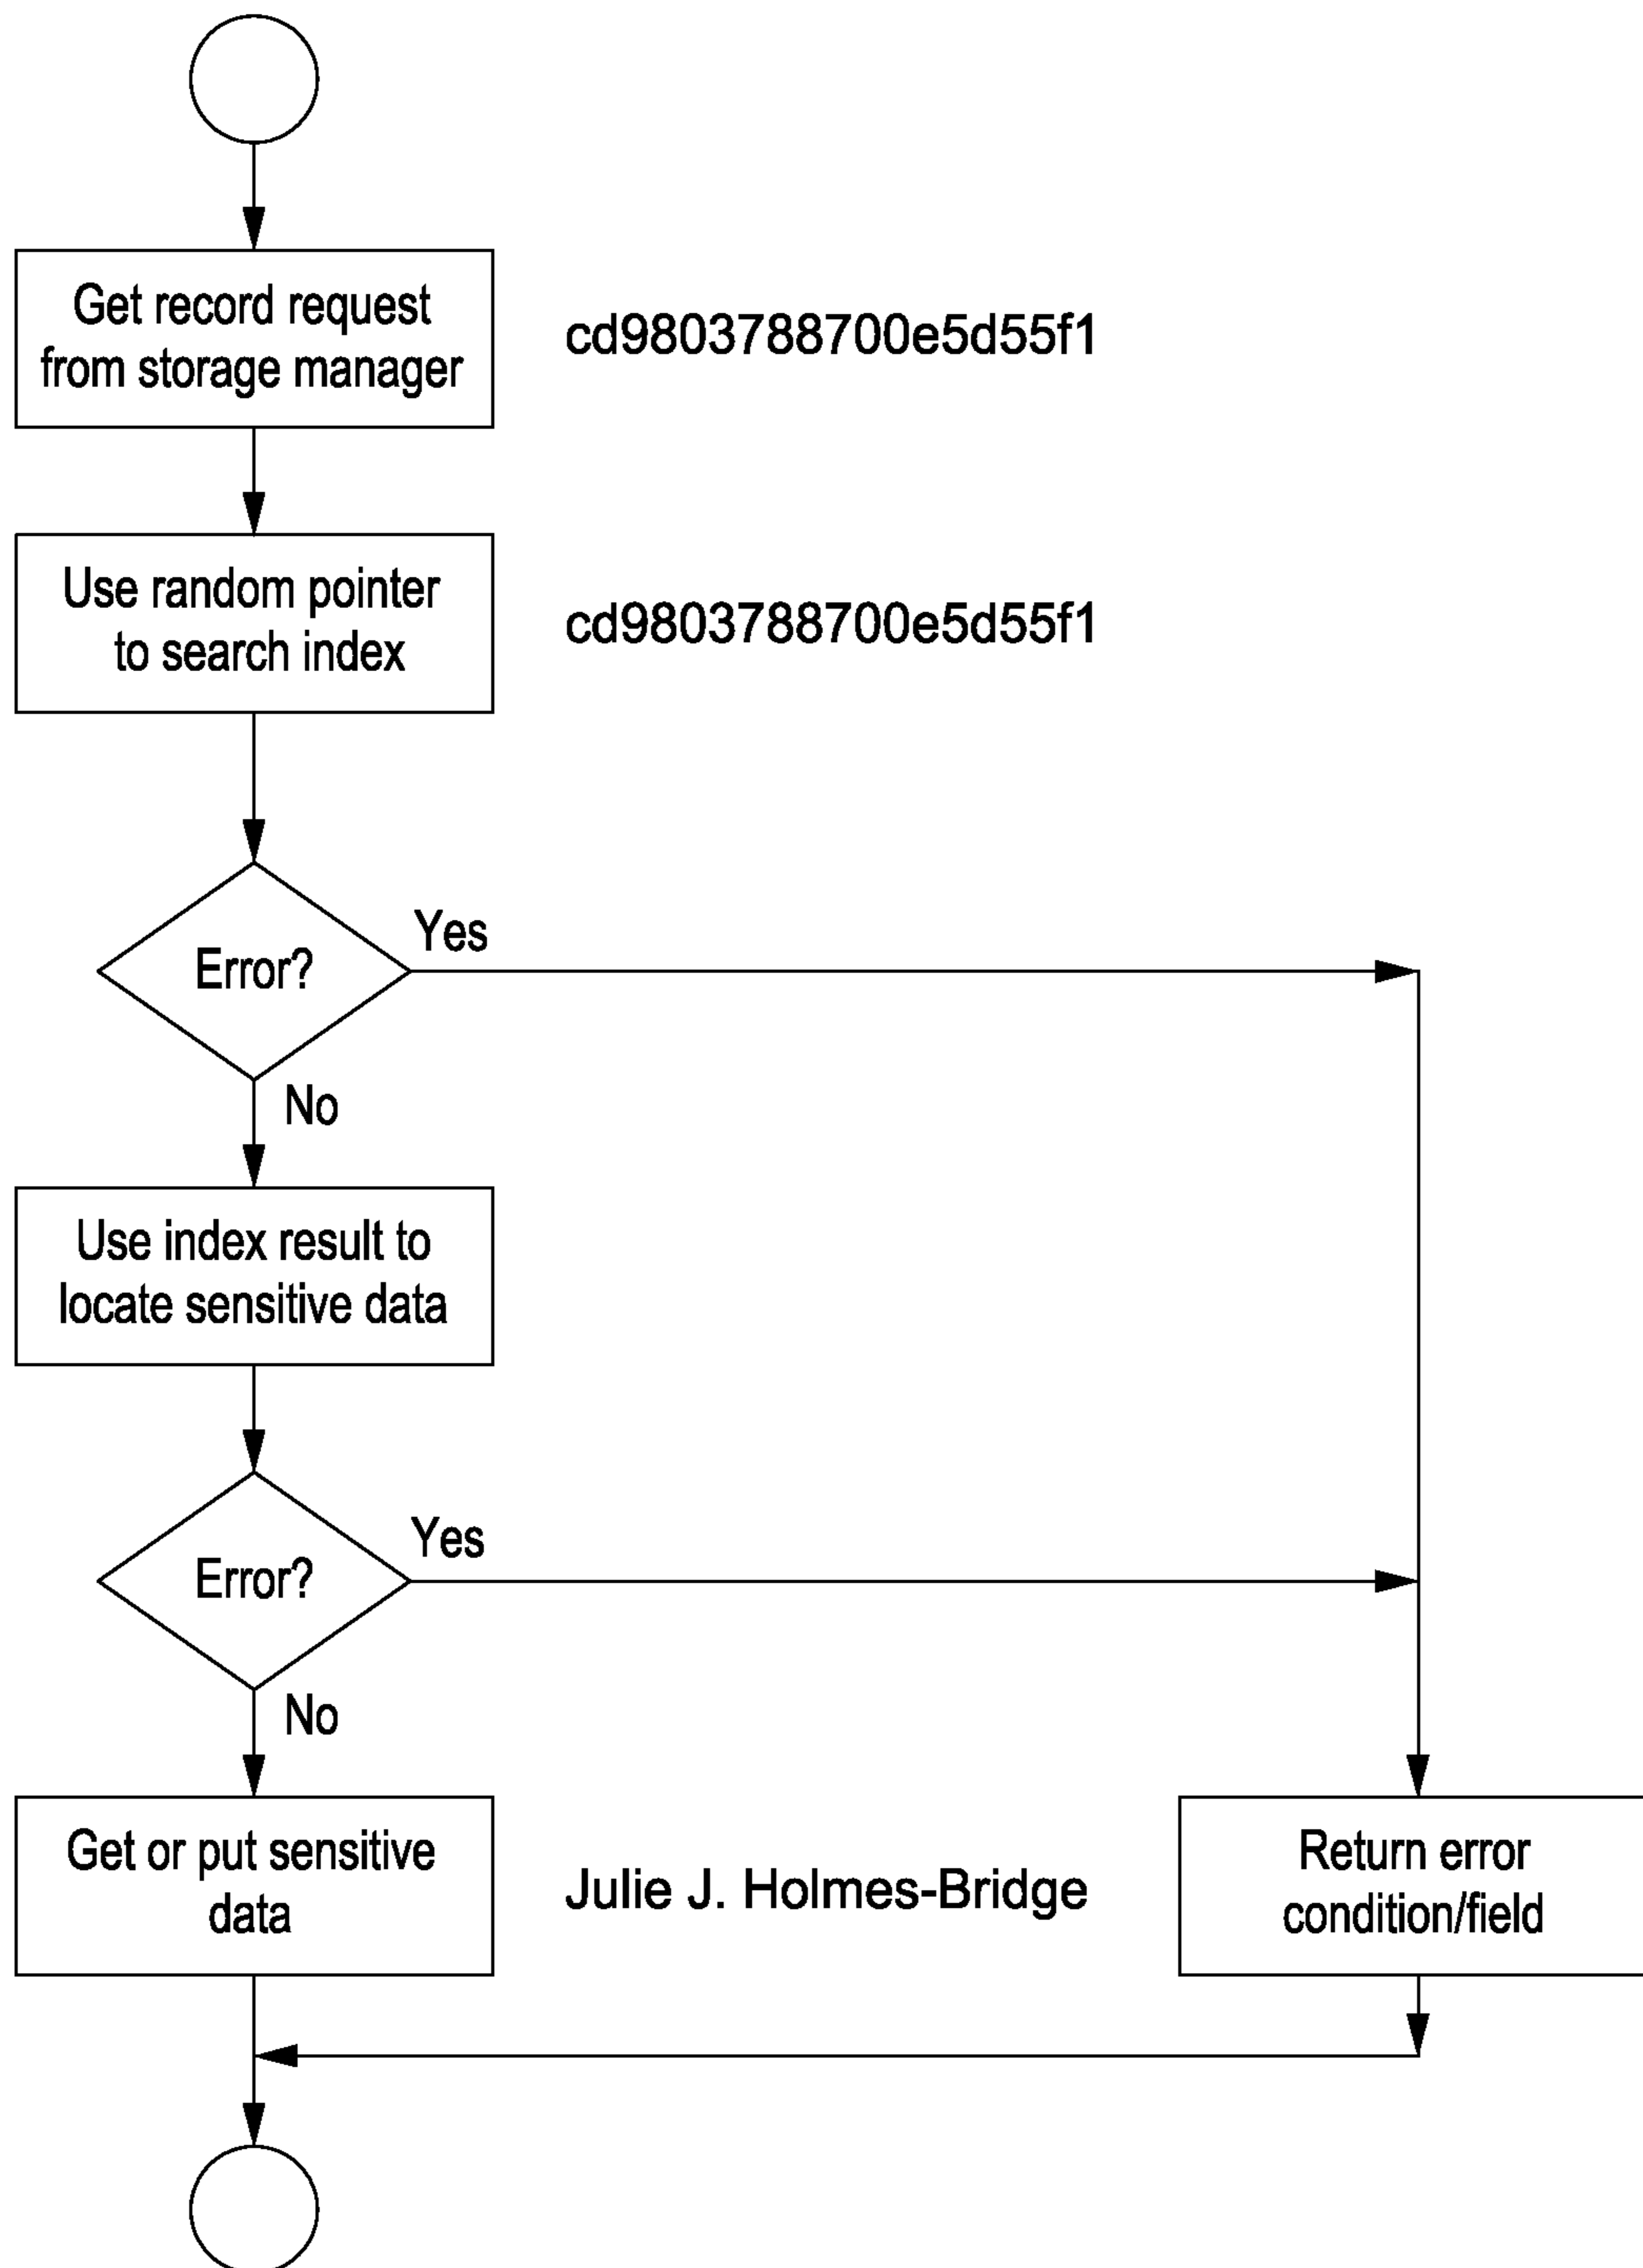 Get record request
from storage manager
cd9803788700e5d55f1
Use random pointer
to search index
cd9803788700e5d55f1
Error?
Yes
No
Use index result to
locate sensitive data
Error?
Yes
No
Get or put sensitive
data
Julie J. Holmes-Bridge
Return error
condition/field